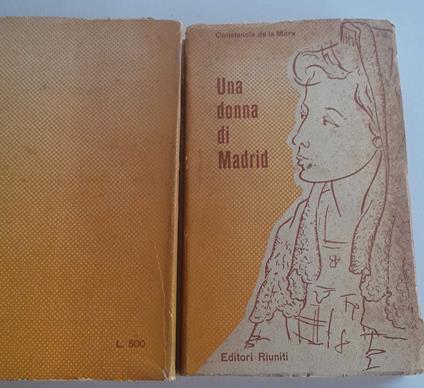 Constancia de la Mora
Una
donna
di
Madrid
Editori Riuniti
L. 500